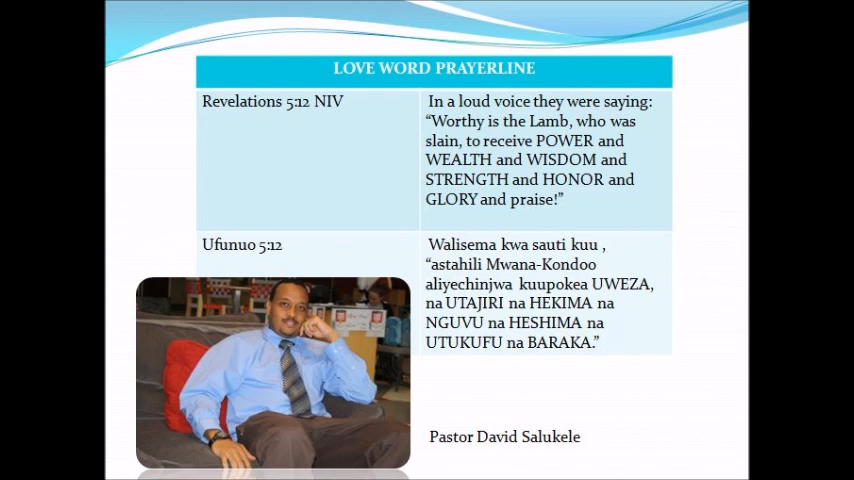 LOVE WORD PRAYERLINE
Revelations 5:12 NIV
In a loud voice they were saying:
“Worthy is the Lamb, who was
slain, to receive POWER and
WEALTH and WISDOM and
STRENGTH and HONOR and
GLORY and praise!”
Ufunuo 5:12
Walisema kwa sauti kuu ,
“astahili Mwana-Kondoo
aliyechinjwa kuupokea UWEZA,
na UTAJIRI na HEKIMA na
NGUVU na HESHIMA na
UTUKUFU na BARAKA.”
Pastor David Salukele